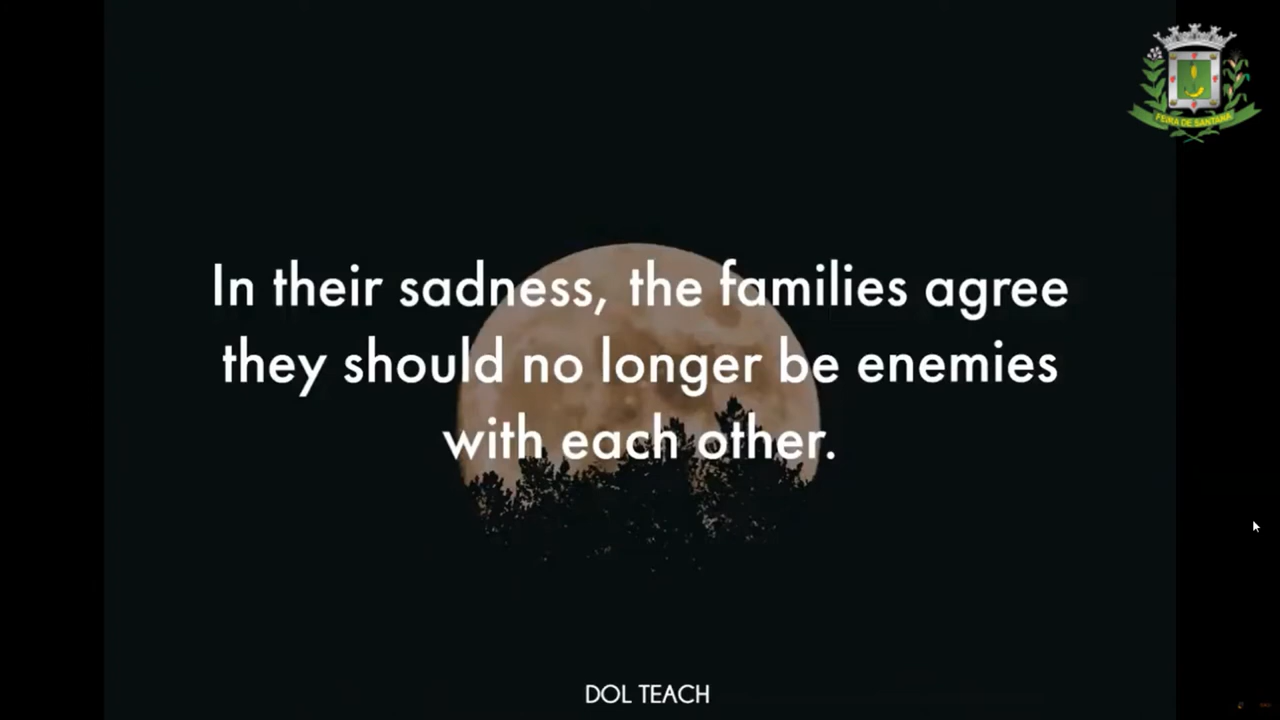 FEIRA DE SANTANA
In their sadness, the families agree
they should no longer be enemies
with each other.
DOL TEACH